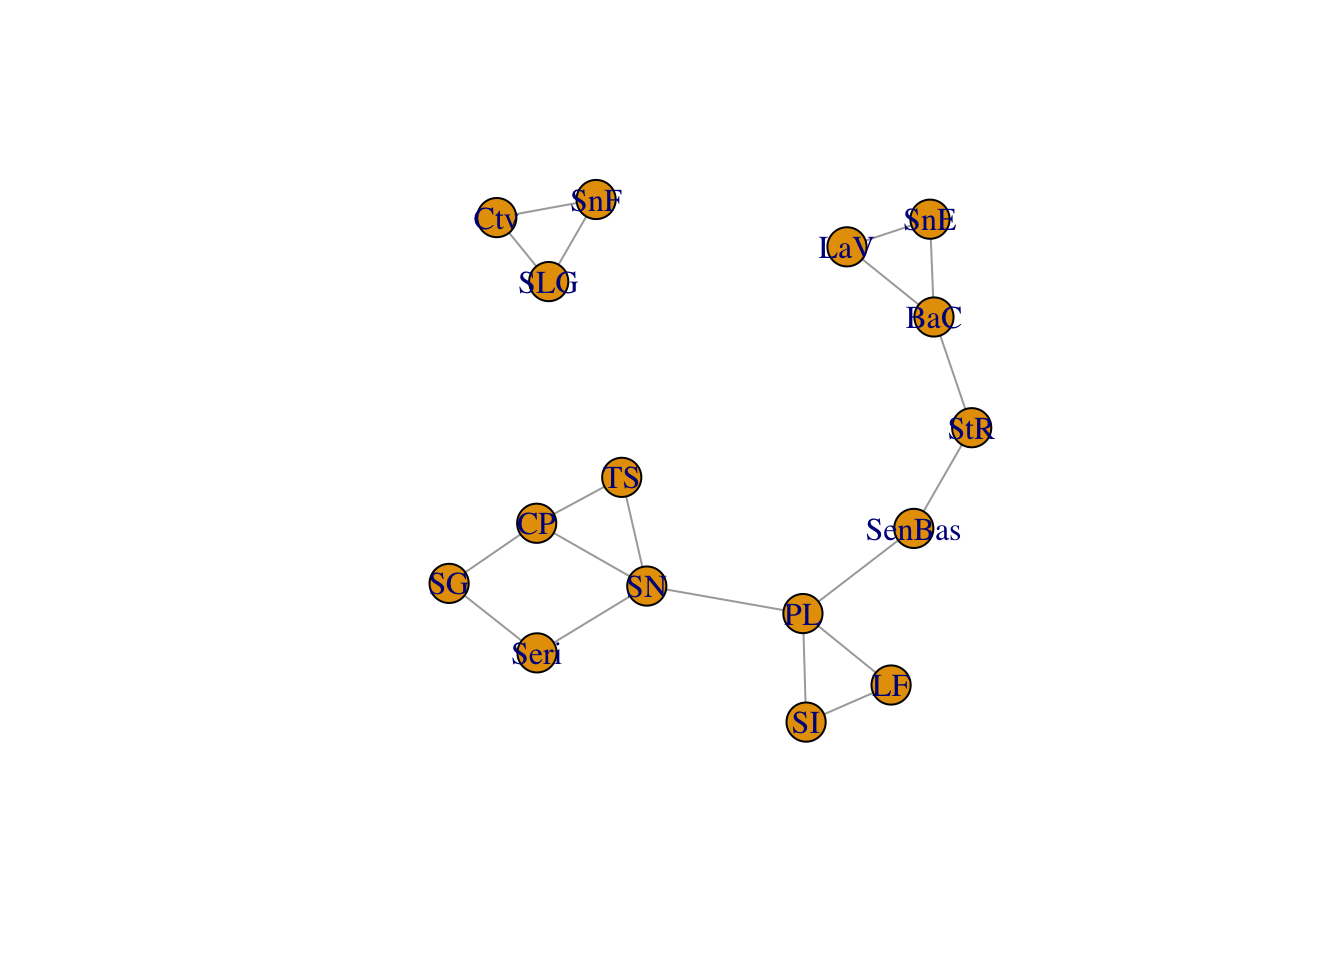 SnF
Ctv
SnE
LaV
SLG
BaC
StR
TS
CP
SenBas
SG
SN
PL
Seri
LF
SI